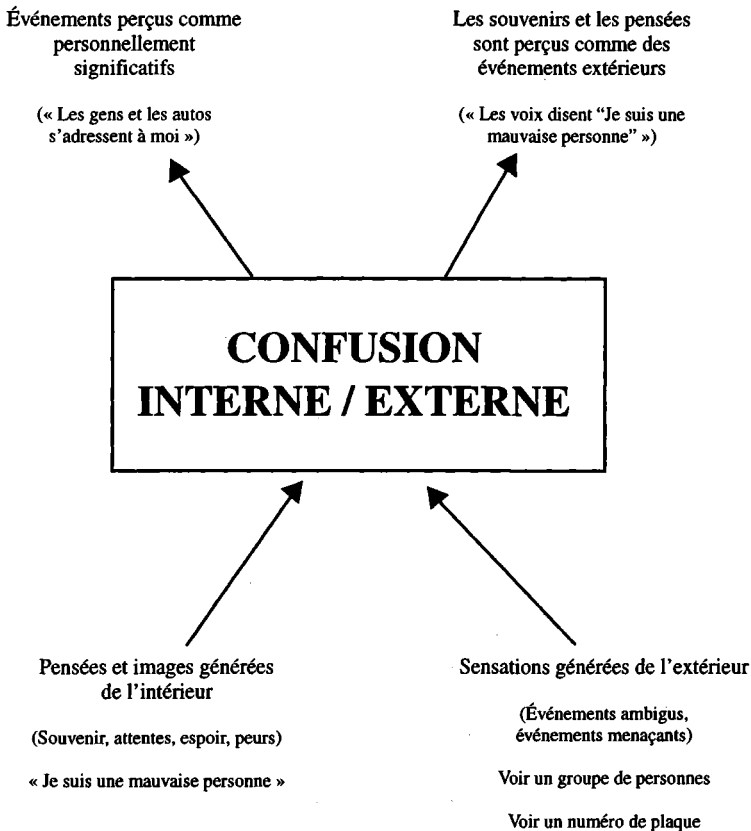 Événements perçus comme
personnellement
significatifs
(« Les gens et les autos
s'adressent à moi »)
Les souvenirs et les pensées
sont perçus comme des
événements extérieurs
(« Les voix disent “Je suis une
mauvaise personne” »)
CONFUSION
INTERNE / EXTERNE
Pensées et images générées
de l'intérieur
(Souvenir, attentes, espoir, peurs)
« Je suis une mauvaise personne »
Sensations générées de l'extérieur
(Événements ambigus,
événements menaçants)
Voir un groupe de personnes
Voir un numéro de plaque